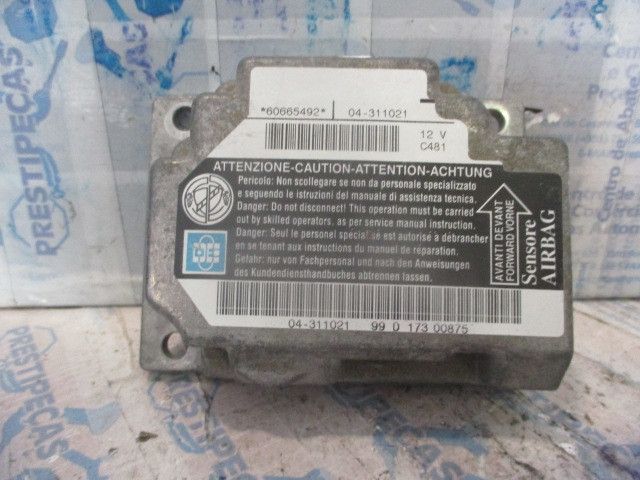 *60665492* 04-311021
12 V
C481
ATTENZIONE-CAUTION-ATTENTION-ACHTUNG
Pericolo: Non scollegare se non da personale specializzato
e seguendo le istruzioni del manuale di assistenza tecnica.
Danger: Do not disconnect! This operation must be carried
out by skilled operators, as per service manual instruction.
Danger: Seul le personel specialisé est autorisé à débrancher
en se tenant aux instructions du manuel de reparation.
Gefahr: nur von Fachpersonal und nach den Anweisungen
des Kundendiensthandbuches abtrennen lassen.
AVANTI DEVANT
FORWARD VORNE
Sensore
AIRBAG
04-311021 99 0 173 00875
PRESTIPEÇAS
PRESTIPEÇAS